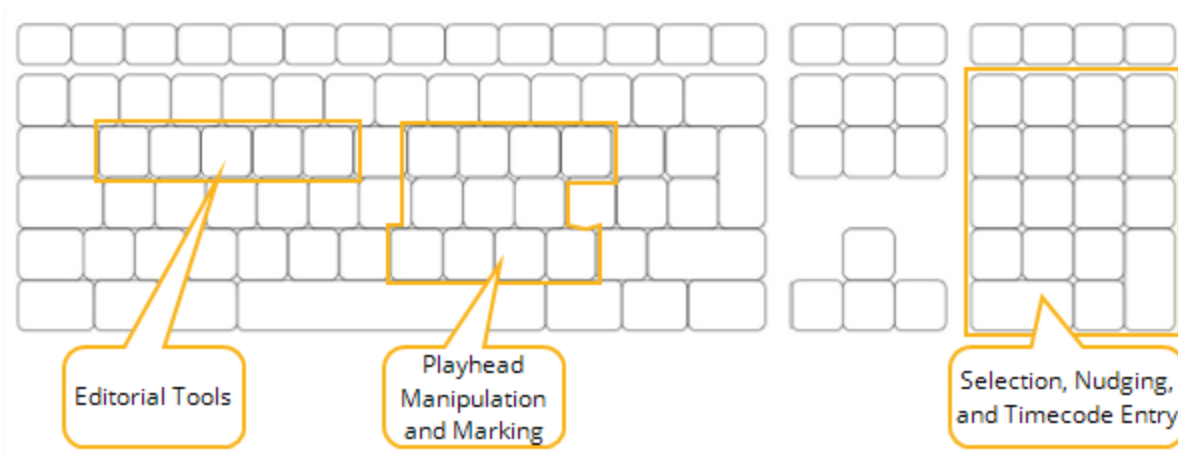 Editorial Tools
Playhead
Manipulation
and Marking
Selection, Nudging,
and Timecode Entry